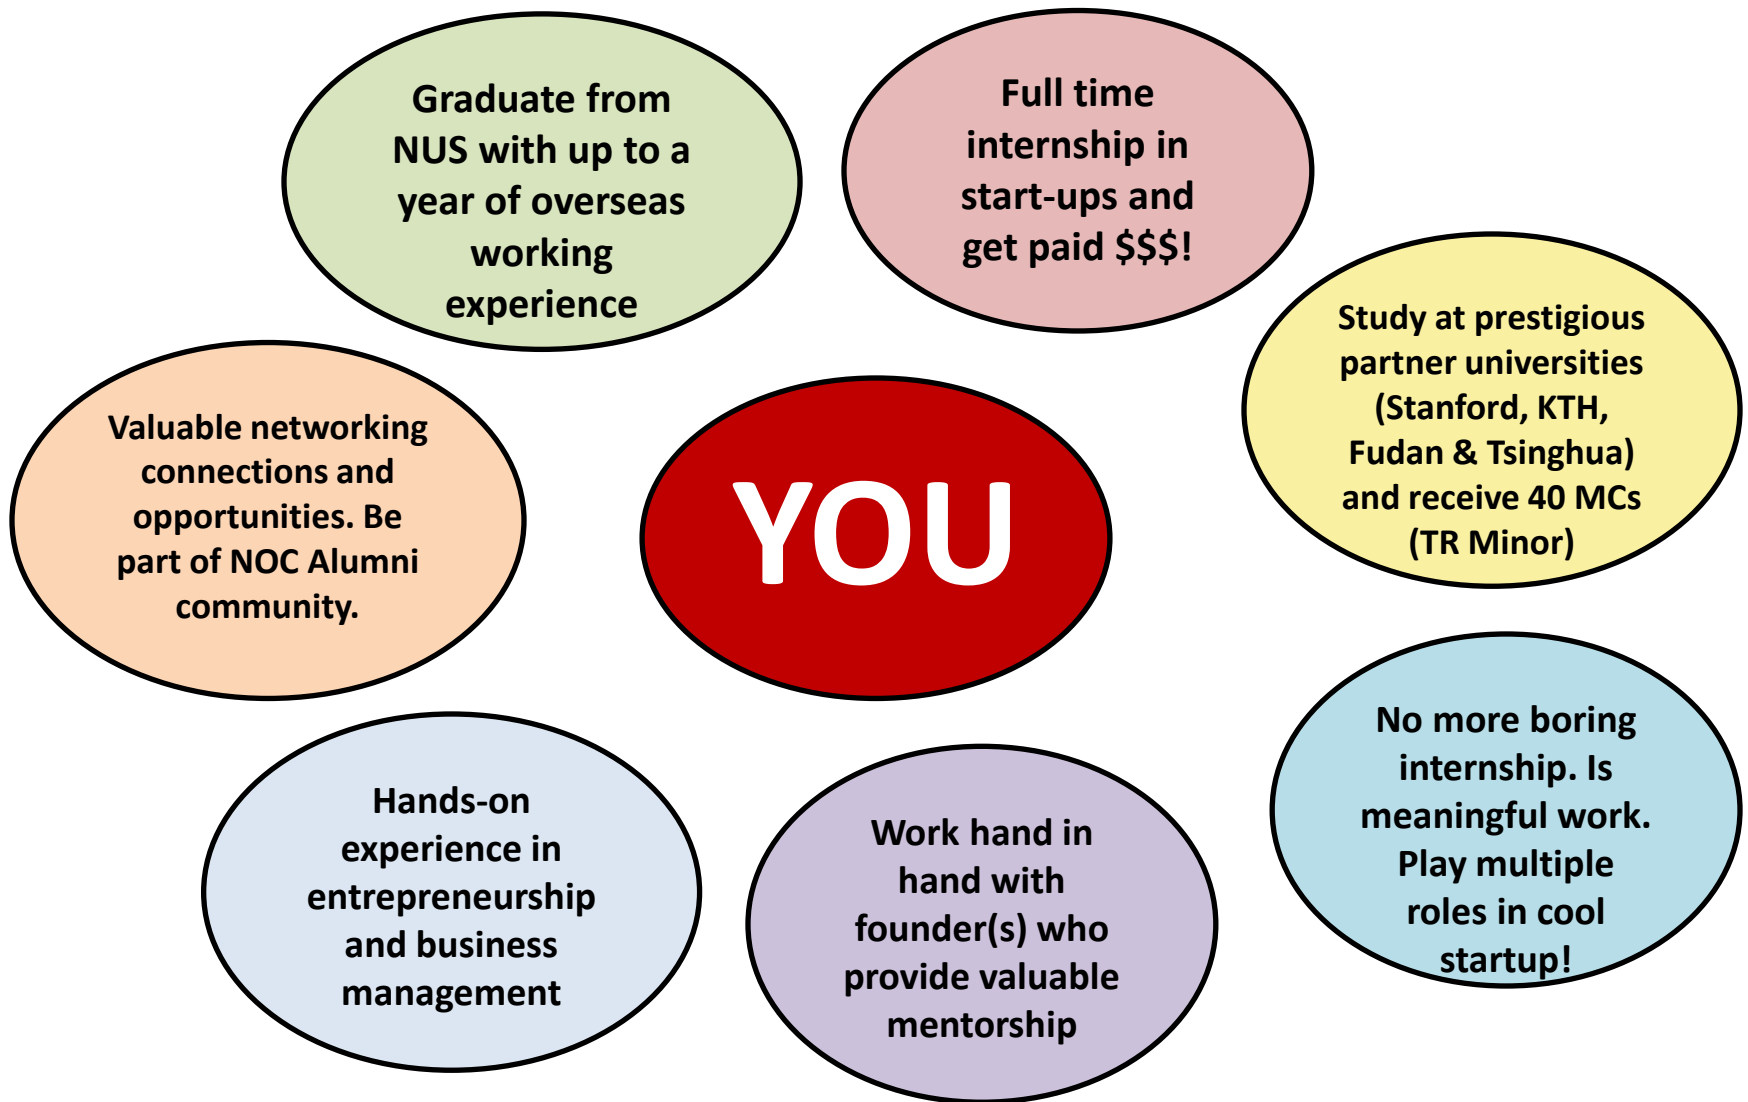 Graduate from
NUS with up to a
year of overseas
working
experience
Full time
internship in
start-ups and
get paid $$$!
Study at prestigious
partner universities
(Stanford, KTH,
Fudan & Tsinghua)
and receive 40 MCs
(TR Minor)
Valuable networking
connections and
opportunities. Be
part of NOC Alumni
community.
YOU
No more boring
internship. Is
meaningful work.
Play multiple
roles in cool
startup!
Hands-on
experience in
entrepreneurship
and business
management
Work hand in
hand with
founder(s) who
provide valuable
mentorship